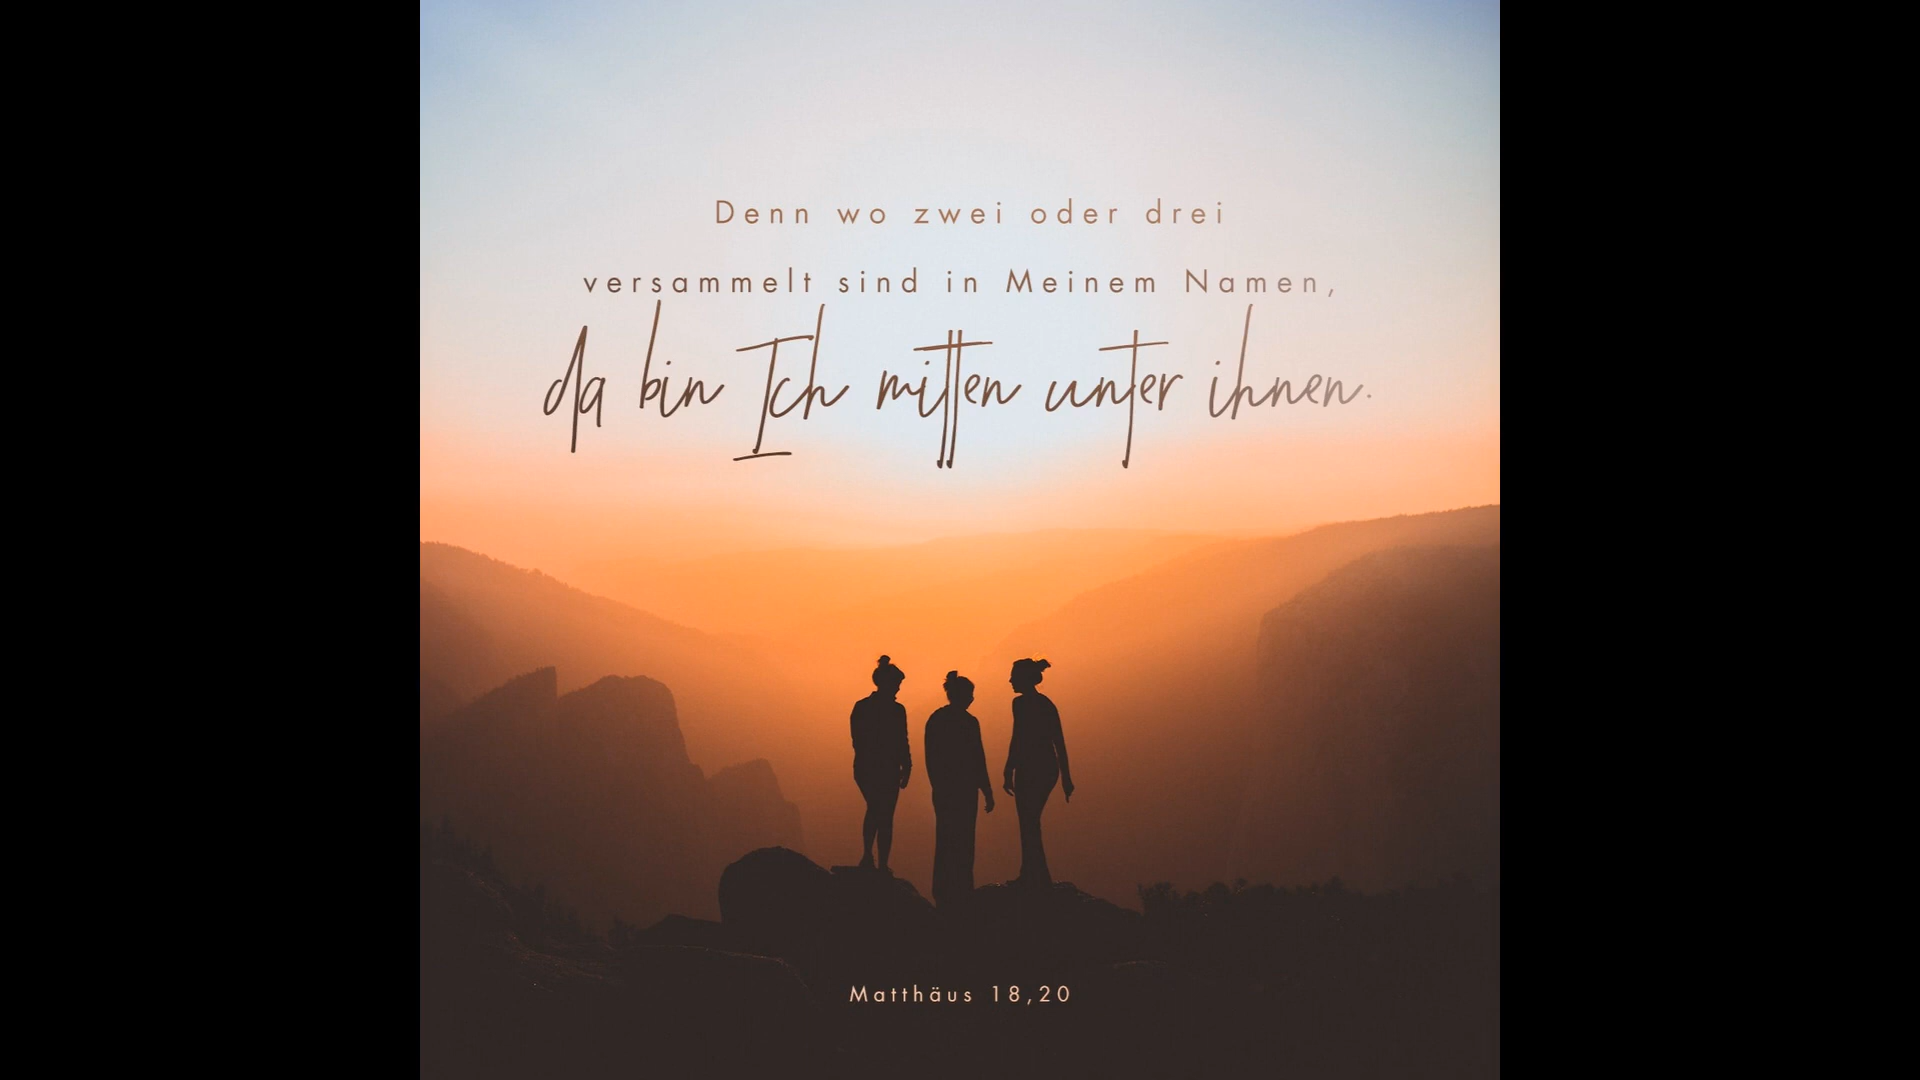 Denn wo zwei oder drei
versammelt sind in Meinem Namen,
da bin Ich mitten unter ihnen.
Matthäus 18,20